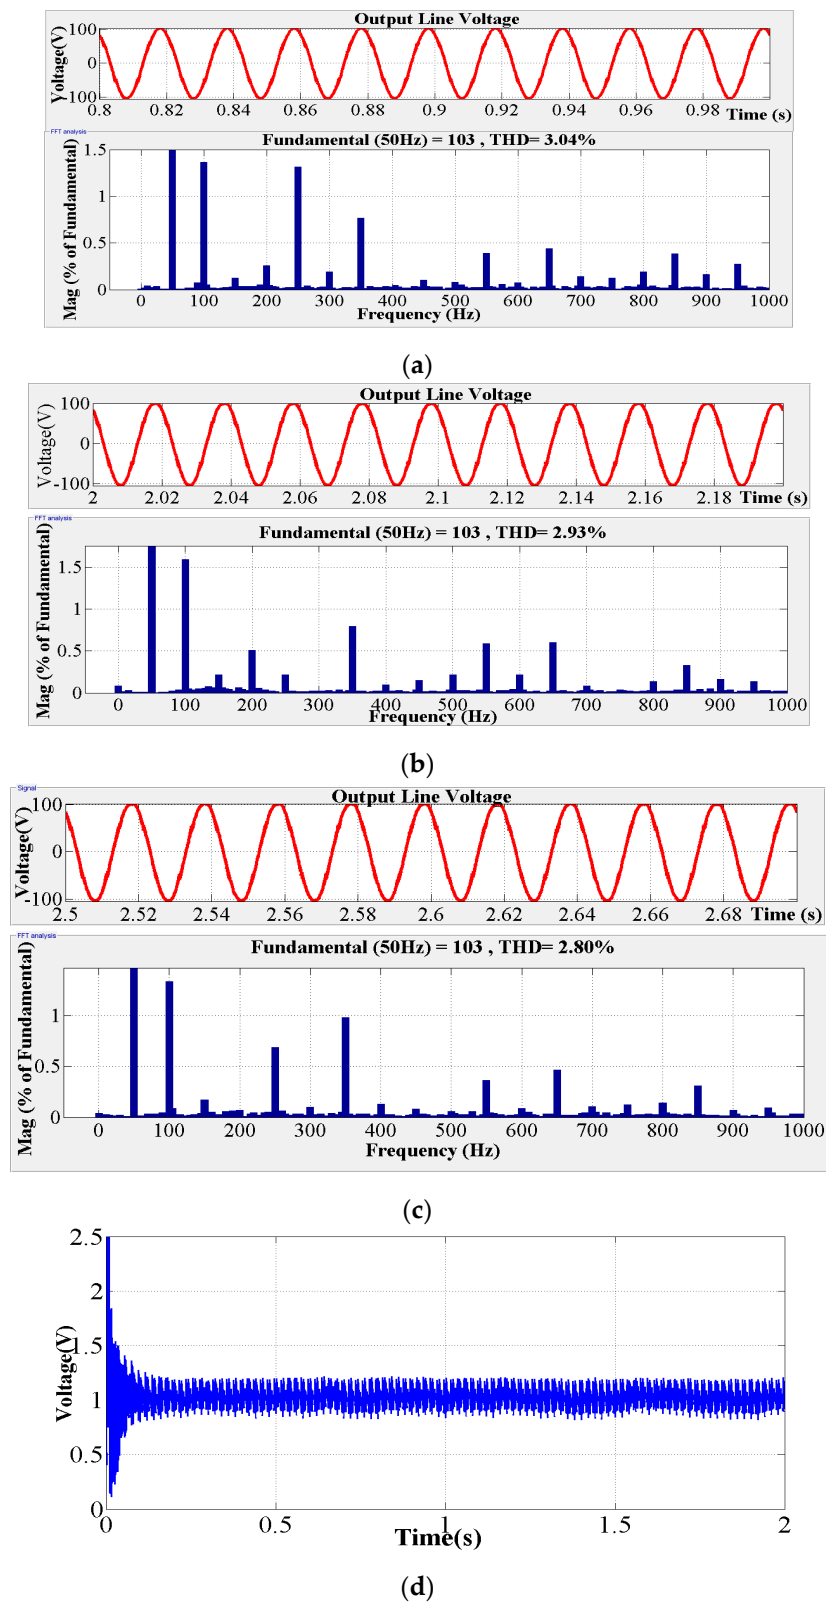 Output Line Voltage
Voltage(V)
100
0
100
0.8 0.82 0.84 0.86 0.88 0.9 0.92 0.94 0.96 0.98 Time (s)
FFT analysis
Fundamental (50Hz) = 103 , THD= 3.04%
Mag (% of Fundamental)
1.5
1
0.5
0
0 100 200 300 400 500 600 700 800 900 1000
Frequency (Hz)
(a)
Output Line Voltage
Voltage(V)
100
0
-100
2 2.02 2.04 2.06 2.08 2.1 2.12 2.14 2.16 2.18 Time (s)
FFT analysis
Fundamental (50Hz) = 103 , THD= 2.93%
Mag (% of Fundamental)
1.5
1
0.5
0
0 100 200 300 400 500 600 700 800 900 1000
Frequency (Hz)
(b)
Signal
Output Line Voltage
Voltage(V)
100
0
-100
2.5 2.52 2.54 2.56 2.58 2.6 2.62 2.64 2.66 2.68 Time (s)
FFT analysis
Fundamental (50Hz) = 103 , THD= 2.80%
Mag (% of Fundamental)
1
0.5
0
0 100 200 300 400 500 600 700 800 900 1000
Frequency (Hz)
(c)
Voltage(V)
2.5
2
1.5
1
0.5
0
0 0.5 1 1.5 2
Time(s)
(d)